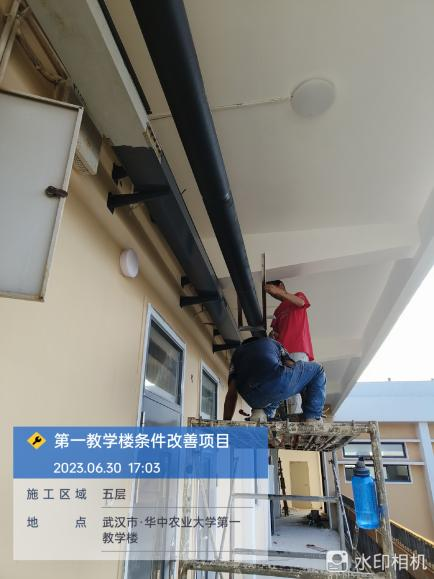 第一教学楼条件改善项目
2023.06.30 17:03
施工区域 五层
地 点 武汉市·华中农业大学第一
教学楼
水印相机